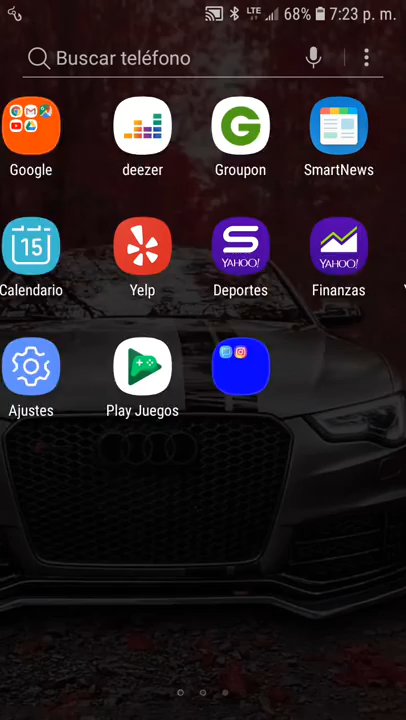 LTE 68% 7:23 p. m.
Buscar teléfono
Google deezer Groupon SmartNews
15
YAHOO! YAHOO!
Calendario Yelp Deportes Finanzas
Ajustes Play Juegos